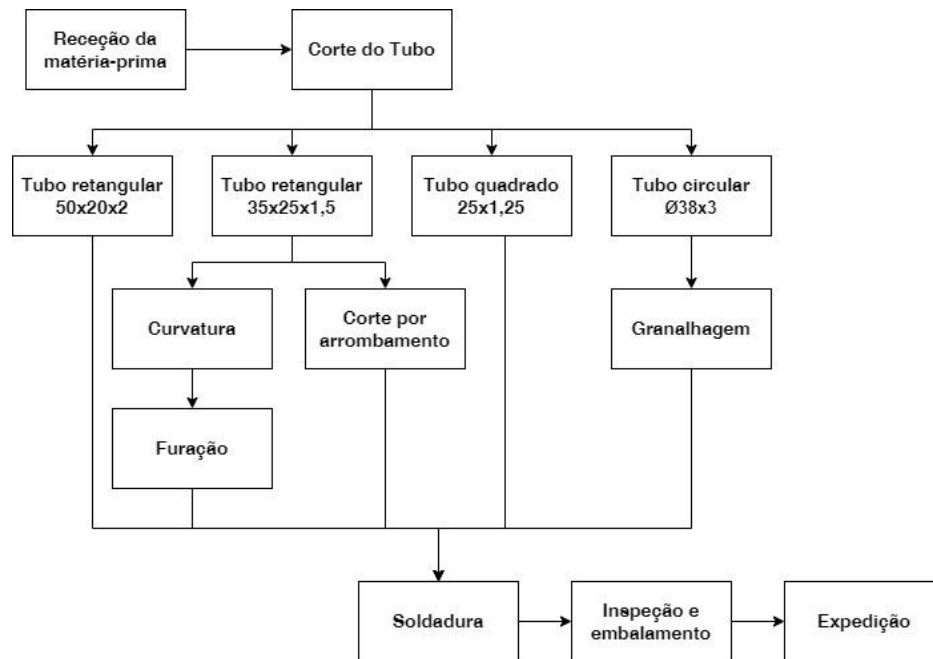 Receção da
matéria-prima
Corte do Tubo
Tubo retangular
50x20x2
Tubo retangular
35x25x1,5
Tubo quadrado
25x1,25
Tubo circular
Ø38x3
Curvatura
Corte por
arrombamento
Granalhagem
Furação
Soldadura
Inspeção e
embalamento
Expedição